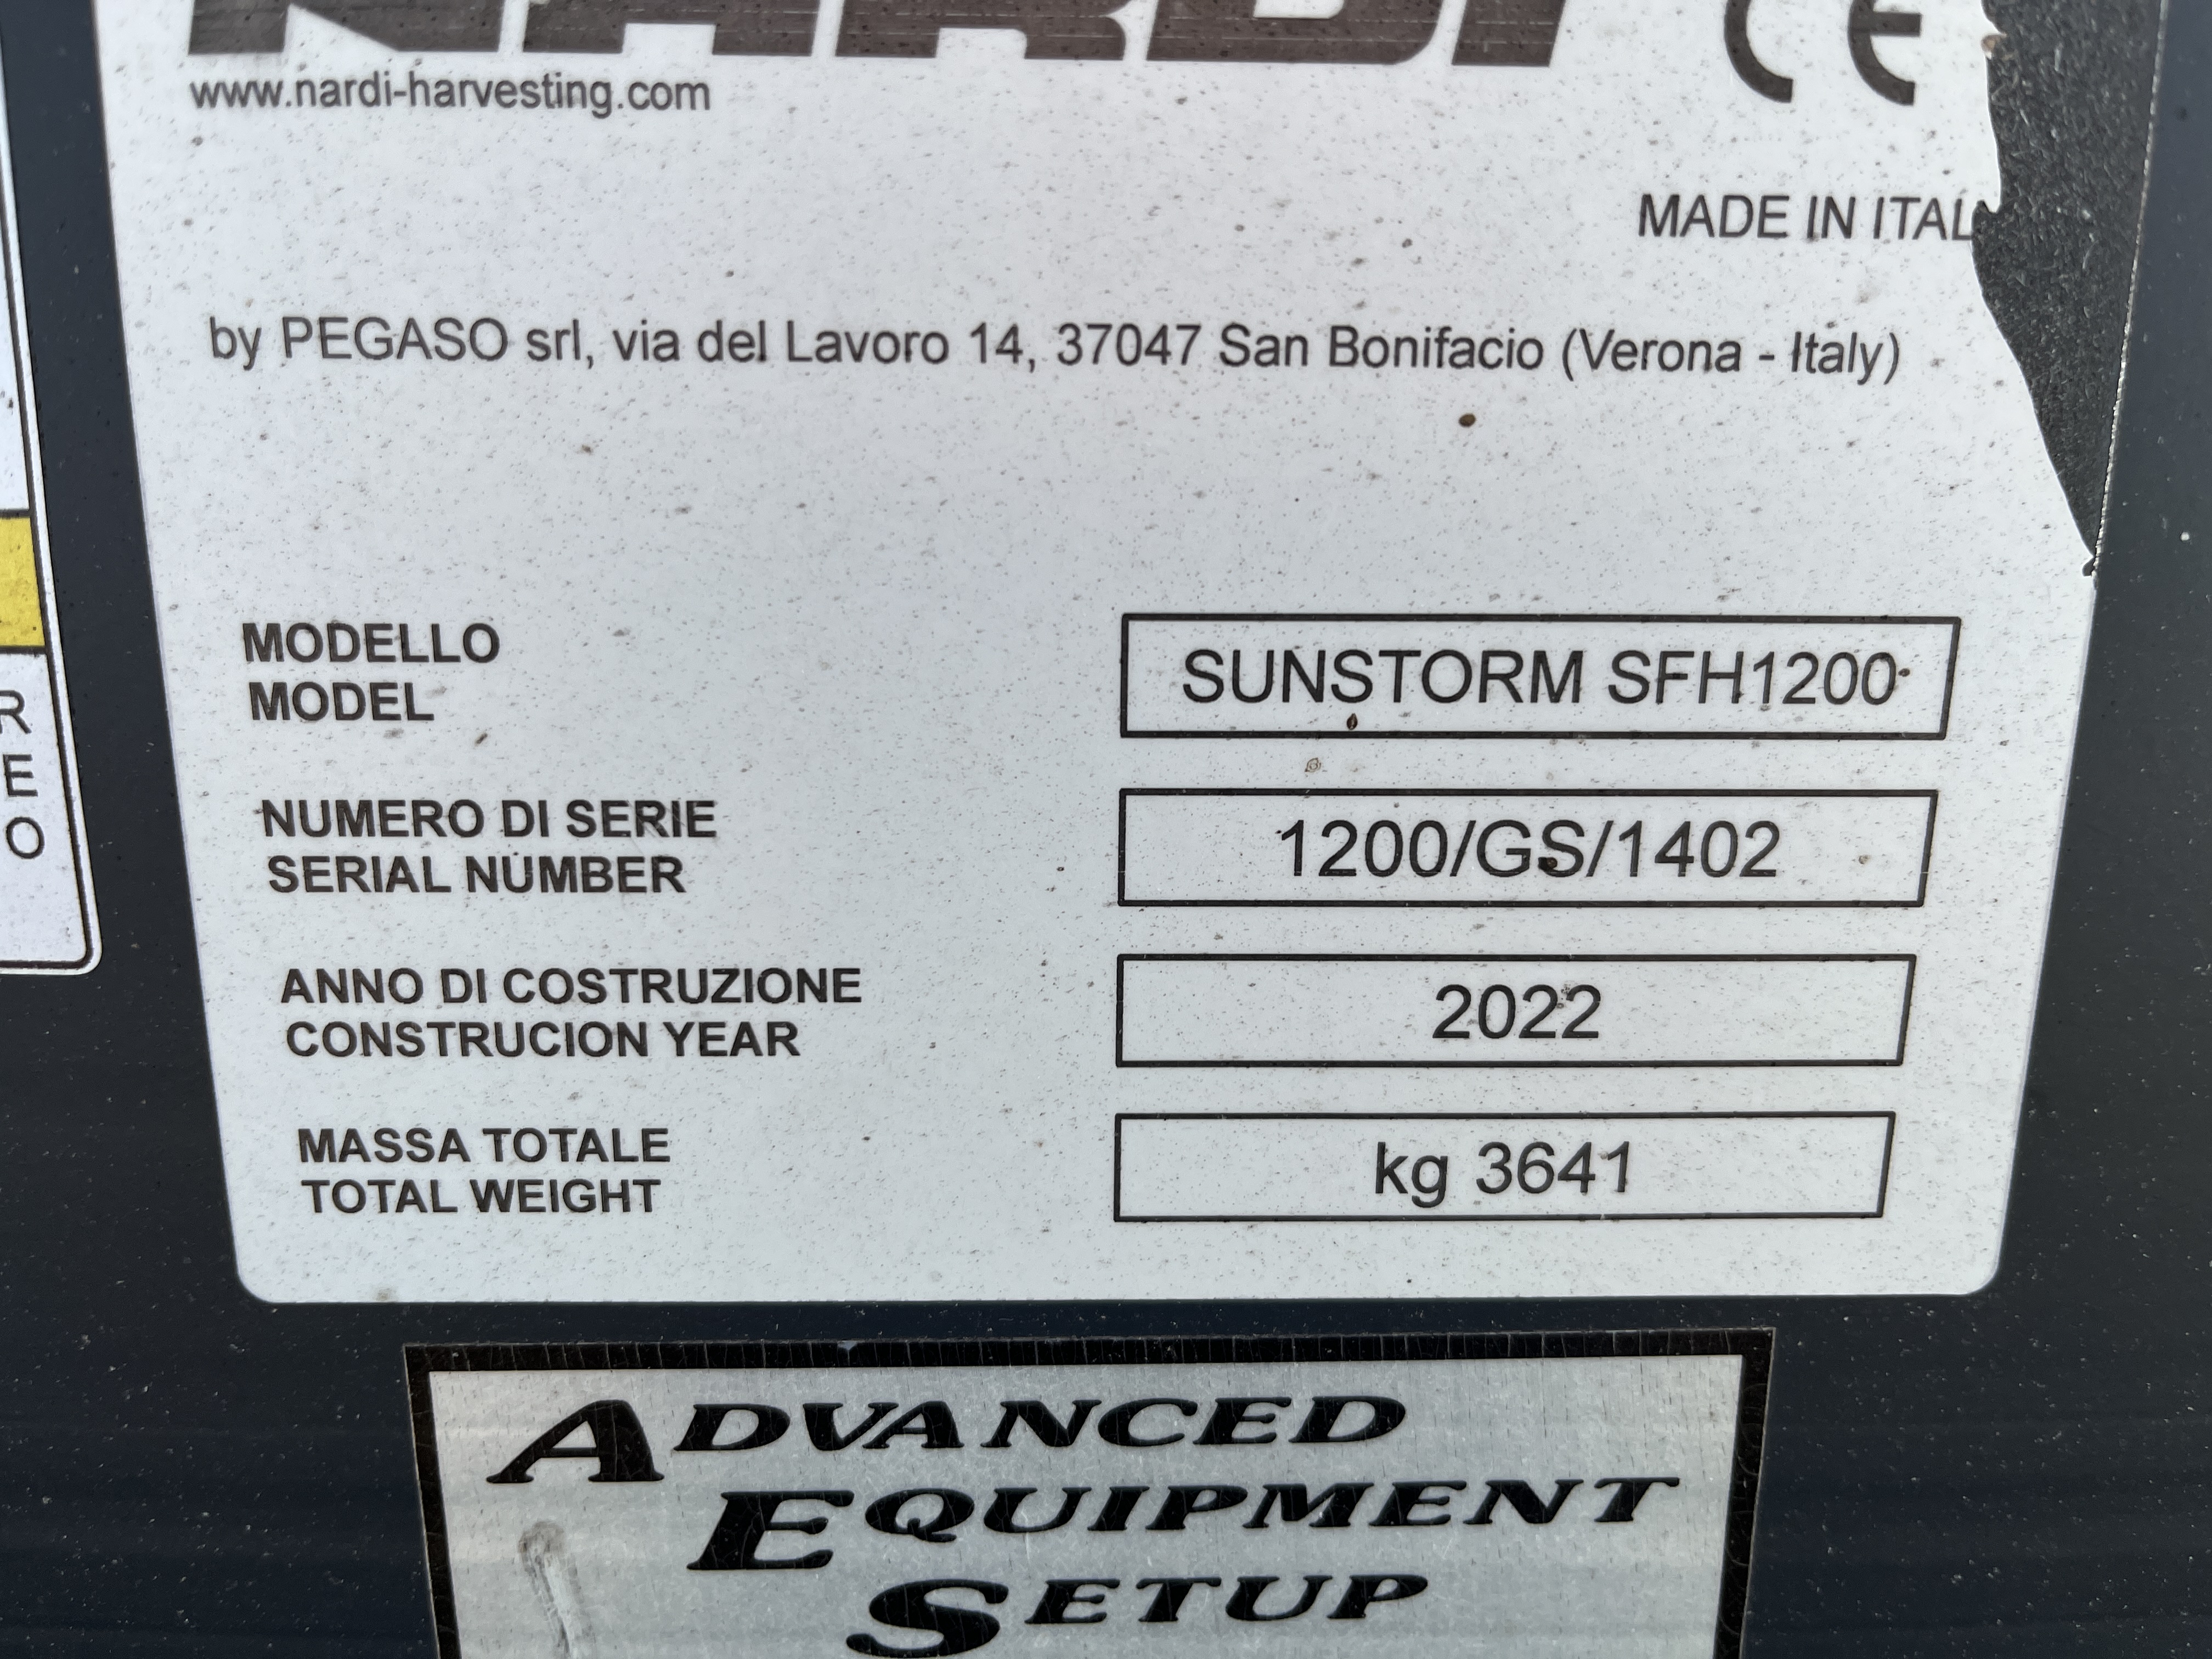 NARDI CE
www.nardi-harvesting.com
MADE IN ITAL
by PEGASO srl, via del Lavoro 14, 37047 San Bonifacio (Verona - Italy)
MODELLO
MODEL
SUNSTORM SFH1200
NUMERO DI SERIE
SERIAL NUMBER
1200/GS/1402
ANNO DI COSTRUZIONE
CONSTRUCION YEAR
2022
MASSA TOTALE
TOTAL WEIGHT
kg 3641
R
E
O
ADVANCED
EQUIPMENT
SETUP